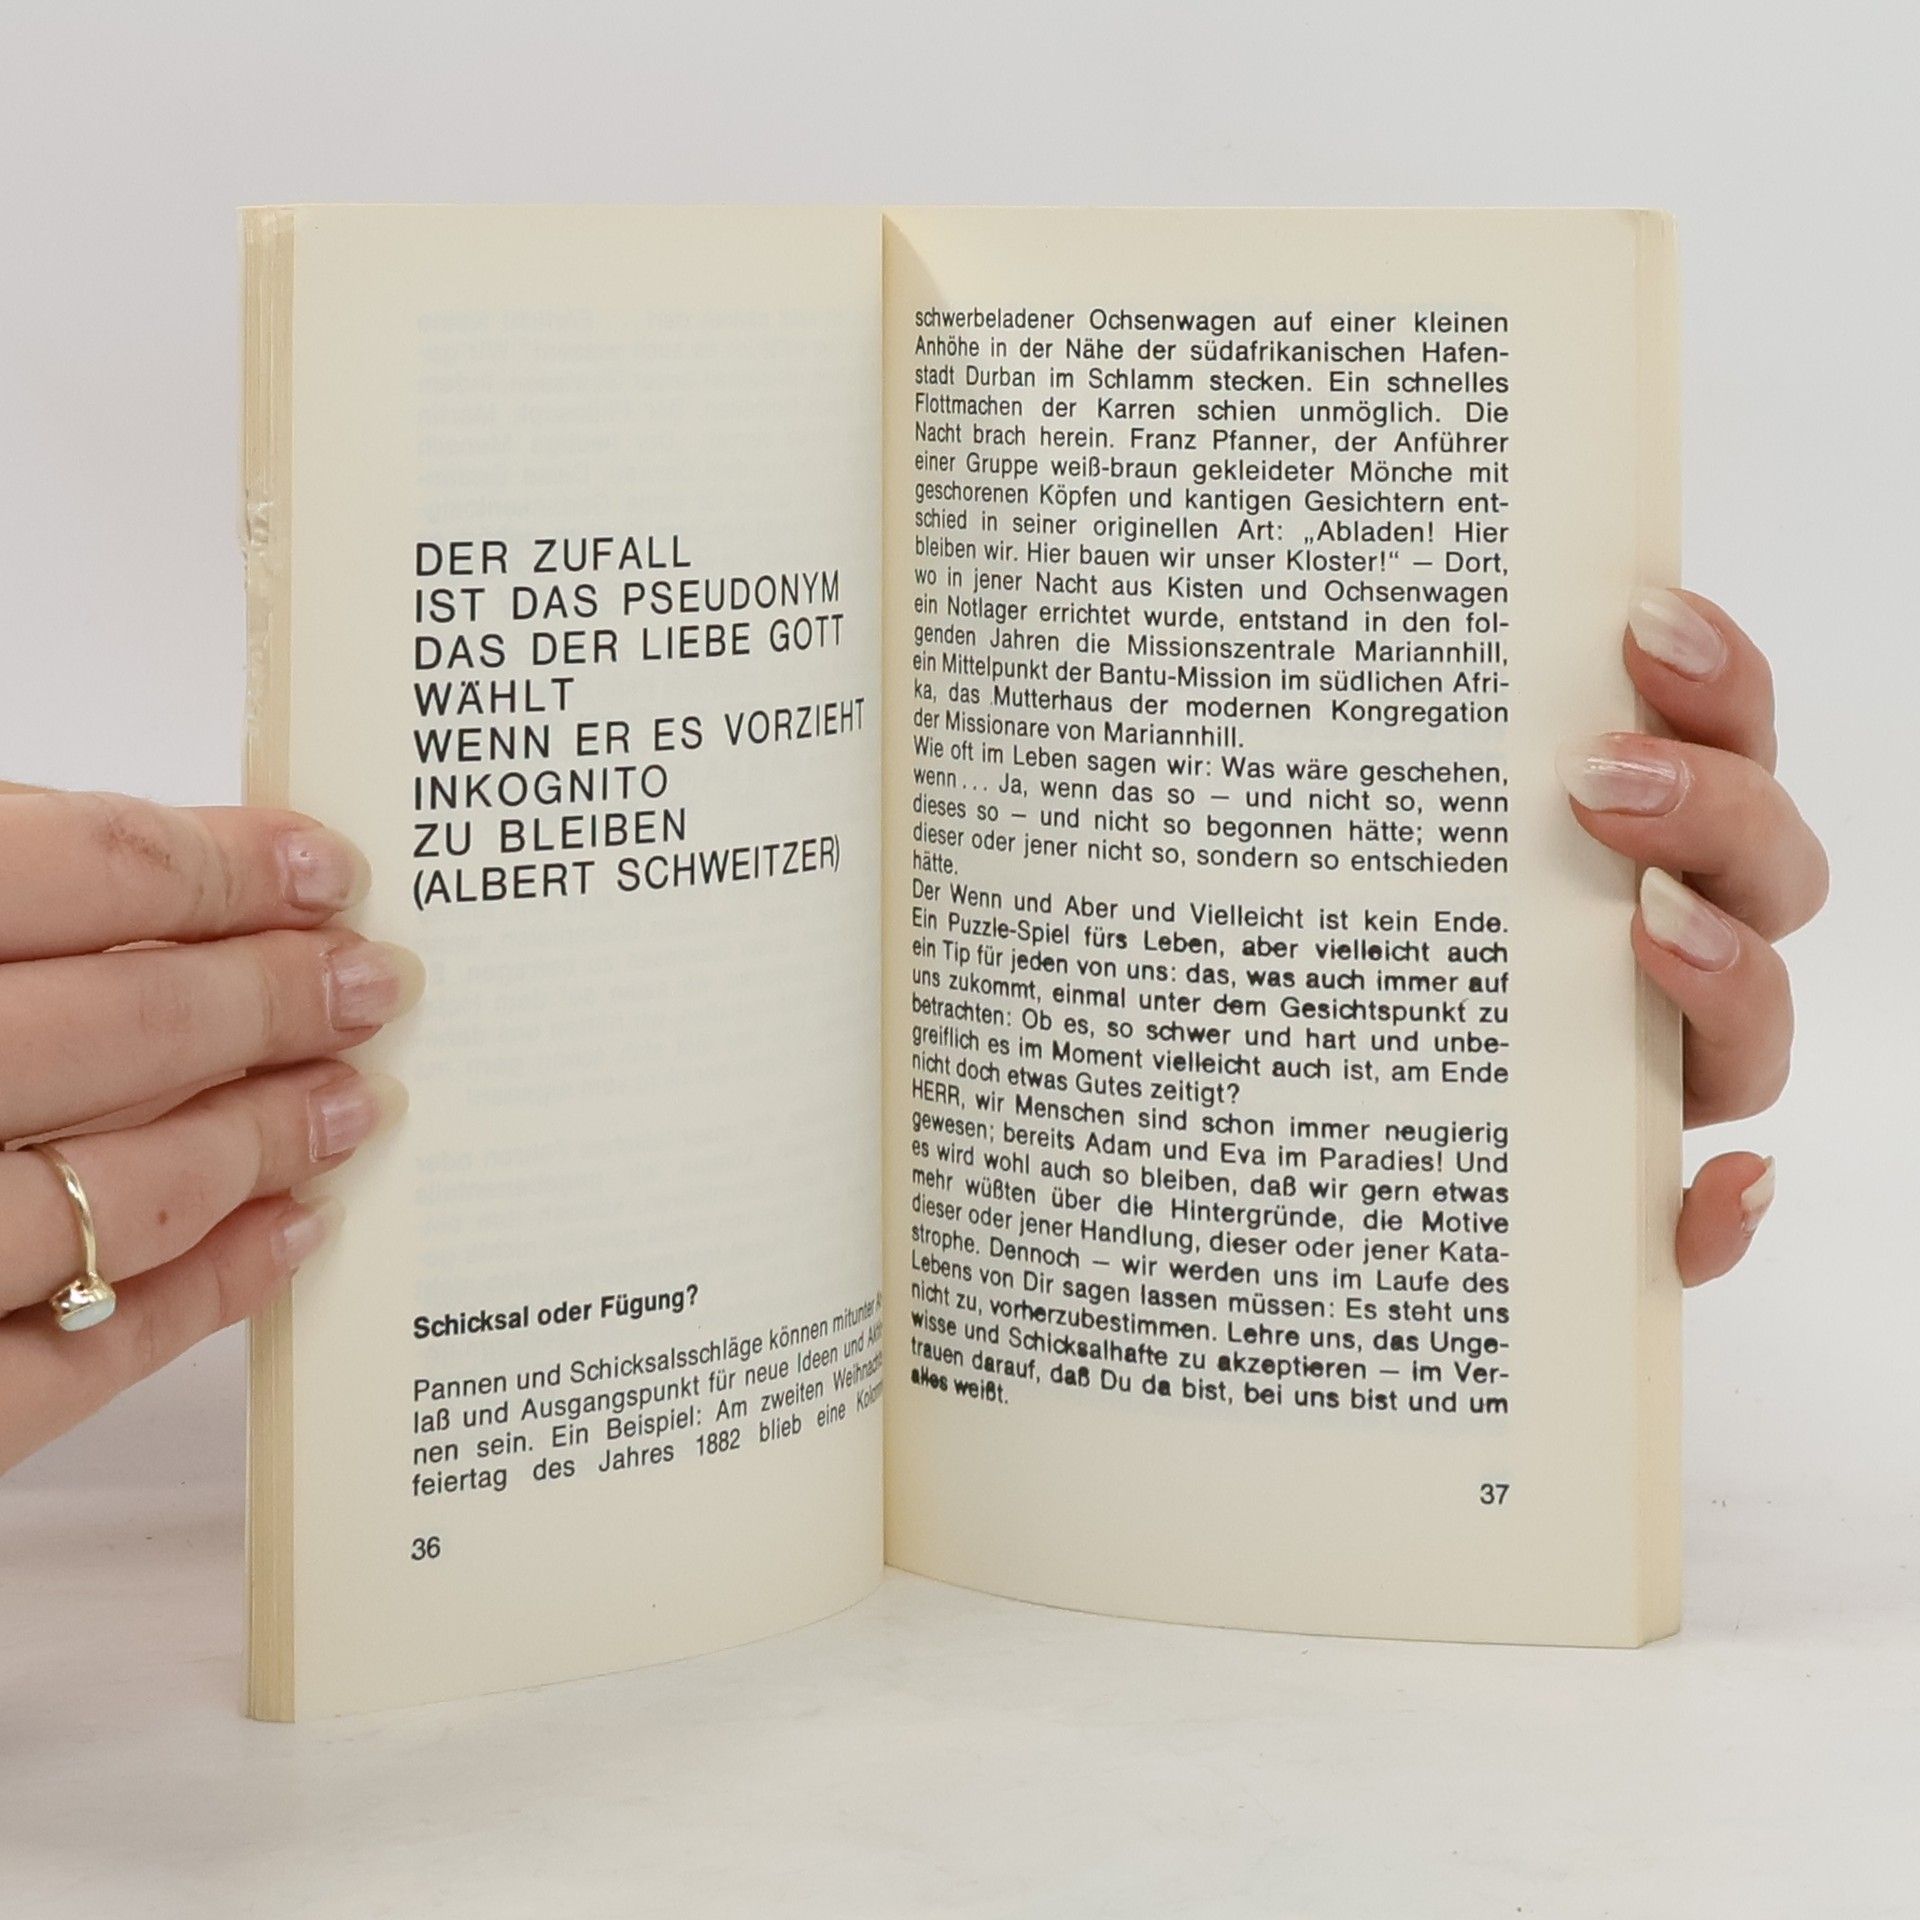 DER ZUFALL
IST DAS PSEUDONYM
DAS DER LIEBE GOTT
WÄHLT
WENN ER ES VORZIEHT
INKOGNITO
ZU BLEIBEN
(ALBERT SCHWEITZER)
Schicksal oder Fügung?
Pannen und Schicksalsschläge können mitunter
laß und Ausgangspunkt für neue Ideen und
nen sein. Ein Beispiel: Am zweiten
feiertag des Jahres 1882 blieb eine
36
schwerbeladener Ochsenwagen auf einer kleinen
Anhöhe in der Nähe der südafrikanischen Hafen-
stadt Durban im Schlamm stecken. Ein schnelles
Flottmachen der Karren schien unmöglich. Die
Nacht brach herein. Franz Pfanner, der Anführer
einer Gruppe weiß-braun gekleideter Mönche mit
geschorenen Köpfen und kantigen Gesichtern ent-
schied in seiner originellen Art: „Abladen! Hier
bleiben wir. Hier bauen wir unser Kloster!“ — Dort,
wo in jener Nacht aus Kisten und Ochsenwagen
ein Notlager errichtet wurde, entstand in den fol-
genden Jahren die Missionszentrale Mariannhill,
ein Mittelpunkt der Bantu-Mission im südlichen Afri-
ka, das Mutterhaus der modernen Kongregation
der Missionare von Mariannhill.
Wie oft im Leben sagen wir: Was wäre geschehen,
wenn... Ja, wenn das so — und nicht so, wenn
dieses so — und nicht so begonnen hätte; wenn
dieser oder jener nicht so, sondern so entschieden
hätte.
Der Wenn und Aber und Vielleicht ist kein Ende.
Ein Puzzle-Spiel fürs Leben, aber vielleicht auch
ein Tip für jeden von uns: das, was auch immer auf
uns zukommt, einmal unter dem Gesichtspunkt zu
betrachten: Ob es, so schwer und hart und unbe-
greiflich es im Moment vielleicht auch ist, am Ende
nicht doch etwas Gutes zeitigt?
HERR, wir Menschen sind schon immer neugierig
gewesen; bereits Adam und Eva im Paradies! Und
es wird wohl auch so bleiben, daß wir gern etwas
mehr wüßten über die Hintergründe, die Motive
dieser oder jener Handlung, dieser oder jener Kata-
strophe. Dennoch — wir werden uns im Laufe des
Lebens von Dir sagen lassen müssen: Es steht uns
nicht zu, vorherzubestimmen. Lehre uns, das Unge-
wisse und Schicksalhafte zu akzeptieren — im Ver-
trauen darauf, daß Du da bist, bei uns bist und um
alles weißt.
37